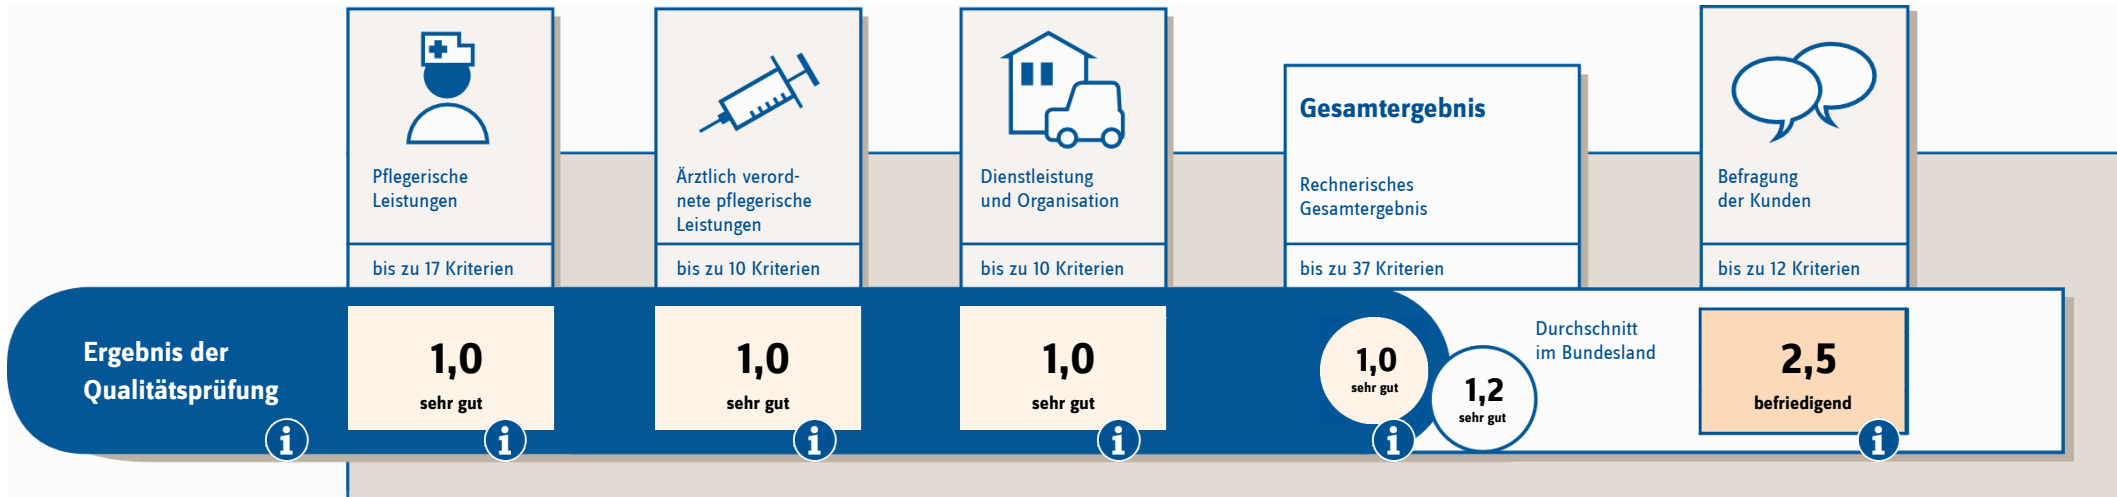 Pflegerische
Leistungen
bis zu 17 Kriterien
Ärztlich verord-
nete pflegerische
Leistungen
bis zu 10 Kriterien
Dienstleistung
und Organisation
bis zu 10 Kriterien
Gesamtergebnis
Rechnerisches
Gesamtergebnis
bis zu 37 Kriterien
Befragung
der Kunden
bis zu 12 Kriterien
Ergebnis der
Qualitätsprüfung
i
1,0
sehr gut
i
1,0
sehr gut
i
1,0
sehr gut
i
1,0
sehr gut
i
1,2
sehr gut
Durchschnitt
im Bundesland
2,5
befriedigend
i